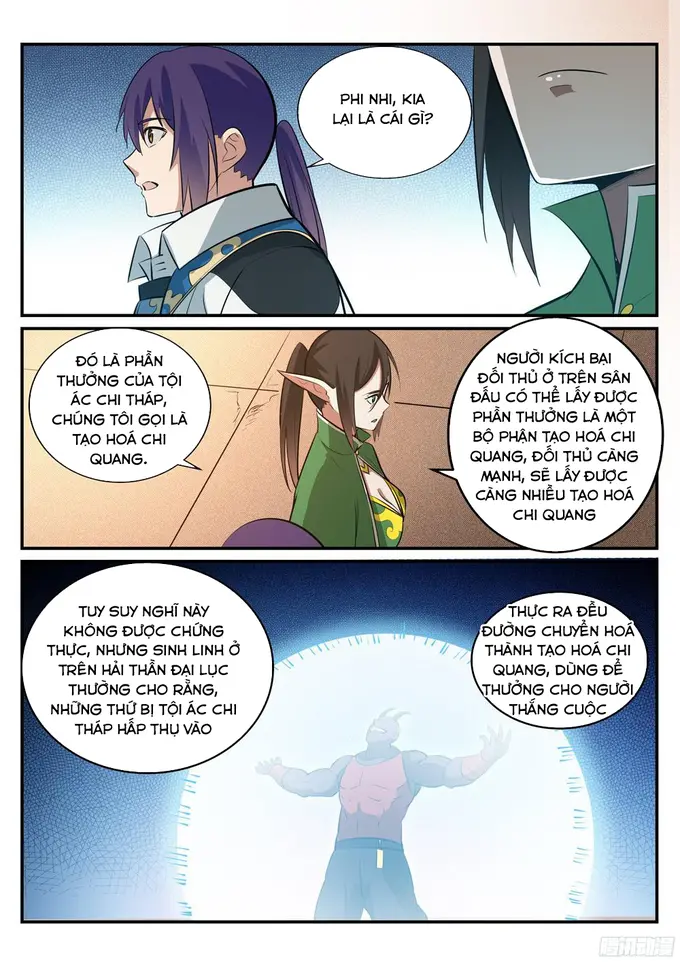 PHI NHI, KIA
LẠI LÀ CÁI GÌ?
ĐÓ LÀ PHẦN
THƯỞNG CỦA TỘI
ÁC CHI THÁP,
CHÚNG TÔI GỌI LÀ
TẠO HOÁ CHI
QUANG.
NGƯỜI KÍCH BẠI
ĐỐI THỦ Ở TRÊN SÂN
ĐẤU CÓ THỂ LẤY ĐƯỢC
PHẦN THƯỞNG LÀ MỘT
BỘ PHẬN TẠO HOÁ CHI
QUANG, ĐỐI THỦ CÀNG
MẠNH, SẼ LẤY ĐƯỢC
CÀNG NHIỀU TẠO HOÁ
CHI QUANG
TUY SUY NGHĨ NÀY
KHÔNG ĐƯỢC CHỨNG
THỰC, NHƯNG SINH LINH Ở
TRÊN HẢI THẦN ĐẠI LỤC
THƯỜNG CHO RẰNG,
NHỮNG THỨ BỊ TỘI ÁC CHI
THÁP HẤP THỤ VÀO
THỰC RA ĐỀU
ĐƯỜNG CHUYỂN HOÁ
THÀNH TẠO HOÁ CHI
QUANG, DÙNG ĐỂ
THƯỞNG CHO NGƯỜI
THẮNG CUỘC
腾讯动漫